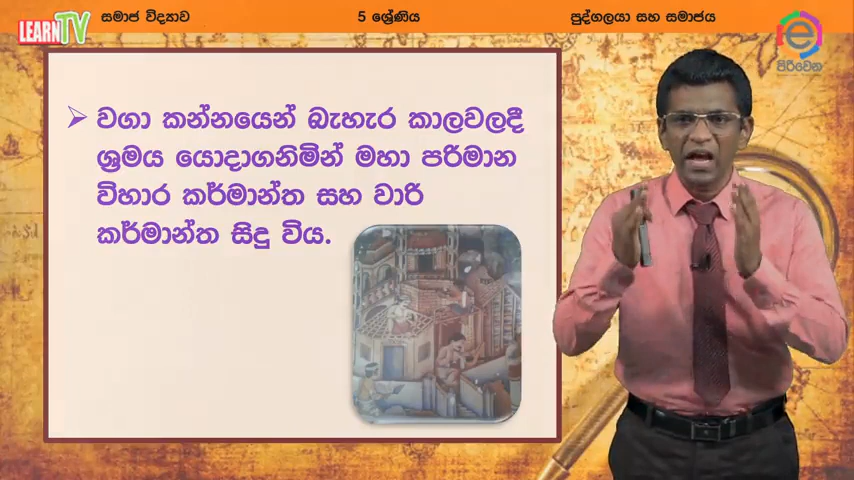 LEARN TV
සමාජ විද්‍යාව
5 ශ්‍රේණිය
පුද්ගලයා සහ සමාජය
e
පිරිවෙන
➢ වගා කන්නයෙන් බැහැර කාලවලදී
ශ්‍රමය යොදාගනිමින් මහා පරිමාන
විහාර කර්මාන්ත සහ වාරි
කර්මාන්ත සිදු විය.